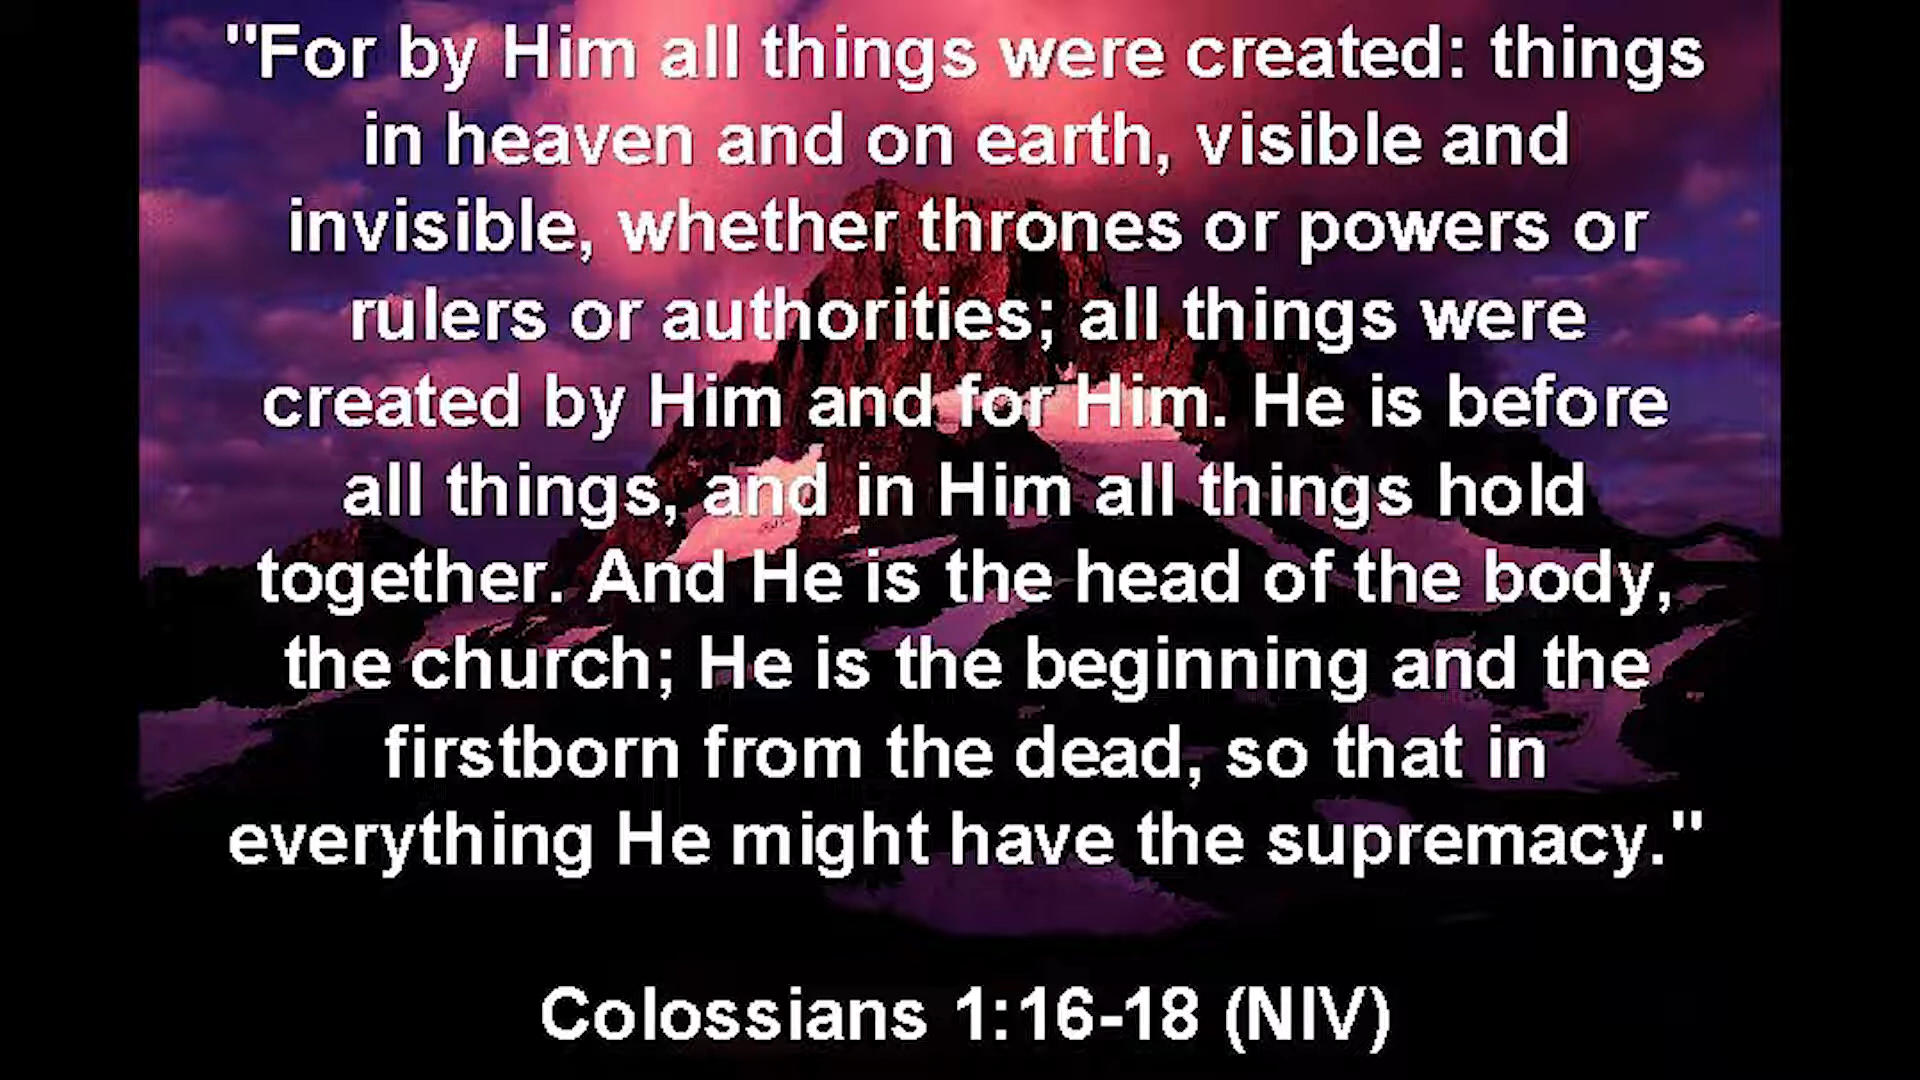 "For by Him all things were created: things
in heaven and on earth, visible and
invisible, whether thrones or powers or
rulers or authorities; all things were
created by Him and for Him. He is before
all things, and in Him all things hold
together. And He is the head of the body,
the church; He is the beginning and the
firstborn from the dead, so that in
everything He might have the supremacy."
Colossians 1:16-18 (NIV)